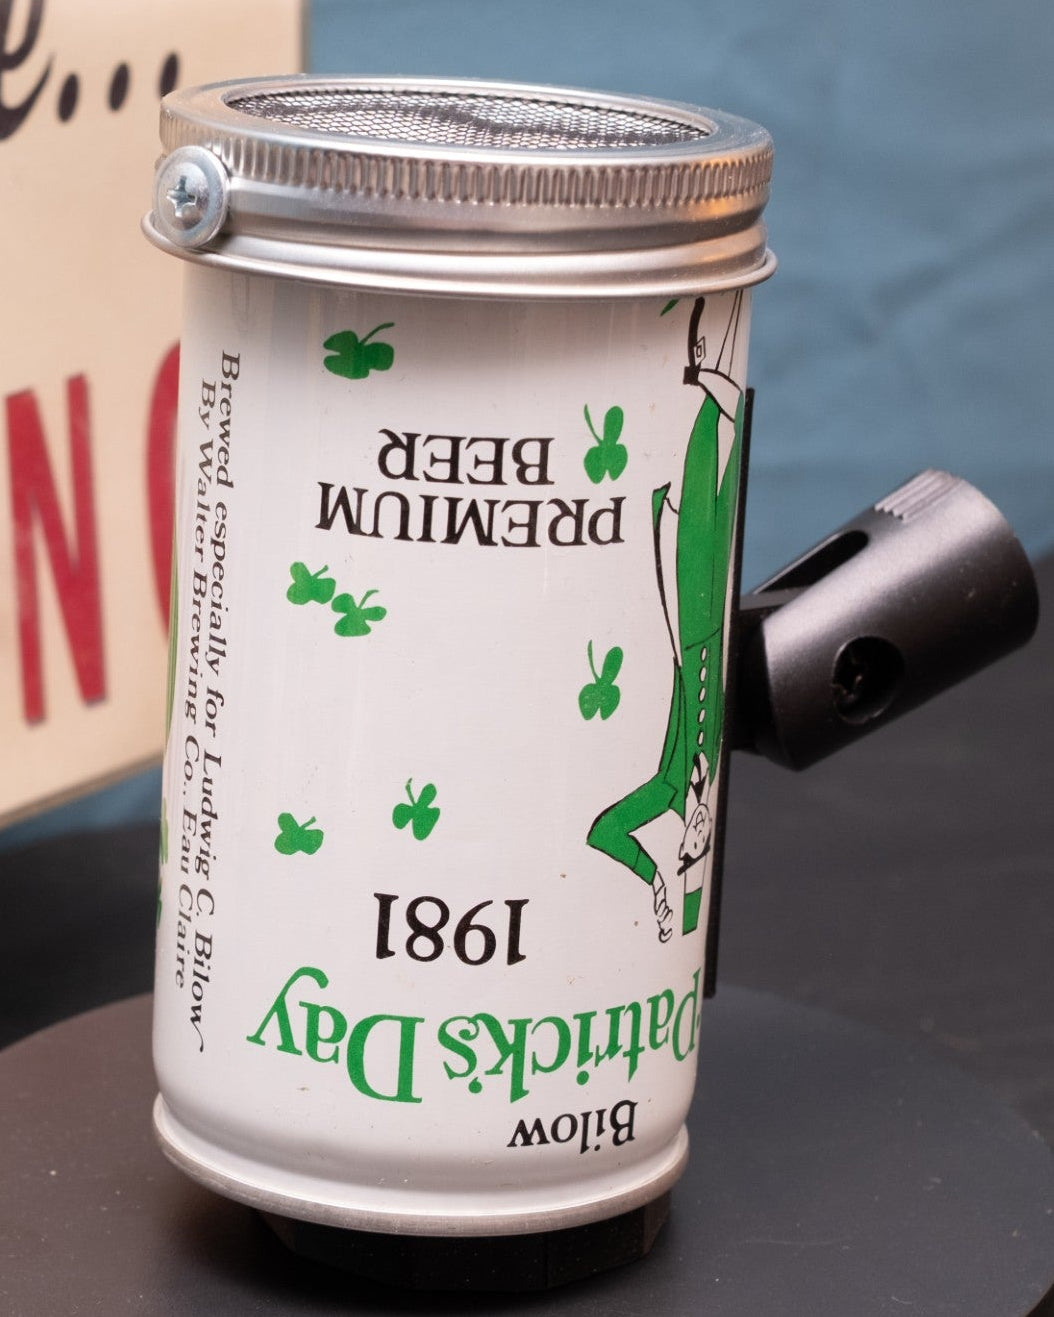 Bilow
Patrick's Day
1981
PREMIUM
BEER
Brewed especially for Ludwig C. Bilow
By Walter Brewing Co., Eau Claire